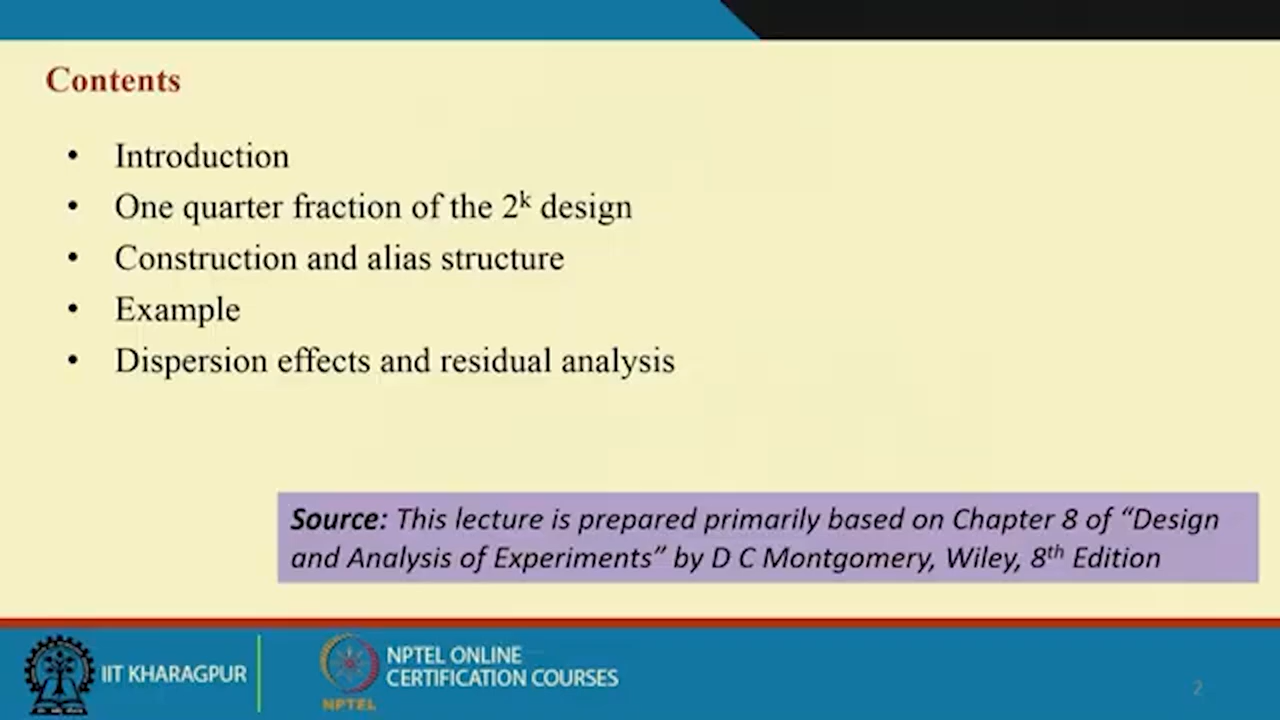 Contents
• Introduction
• One quarter fraction of the 2ᵏ design
• Construction and alias structure
• Example
• Dispersion effects and residual analysis
Source: This lecture is prepared primarily based on Chapter 8 of “Design
and Analysis of Experiments” by D C Montgomery, Wiley, 8ᵗʰ Edition
IIT KHARAGPUR
NPTEL ONLINE
CERTIFICATION COURSES
NPTEL
2